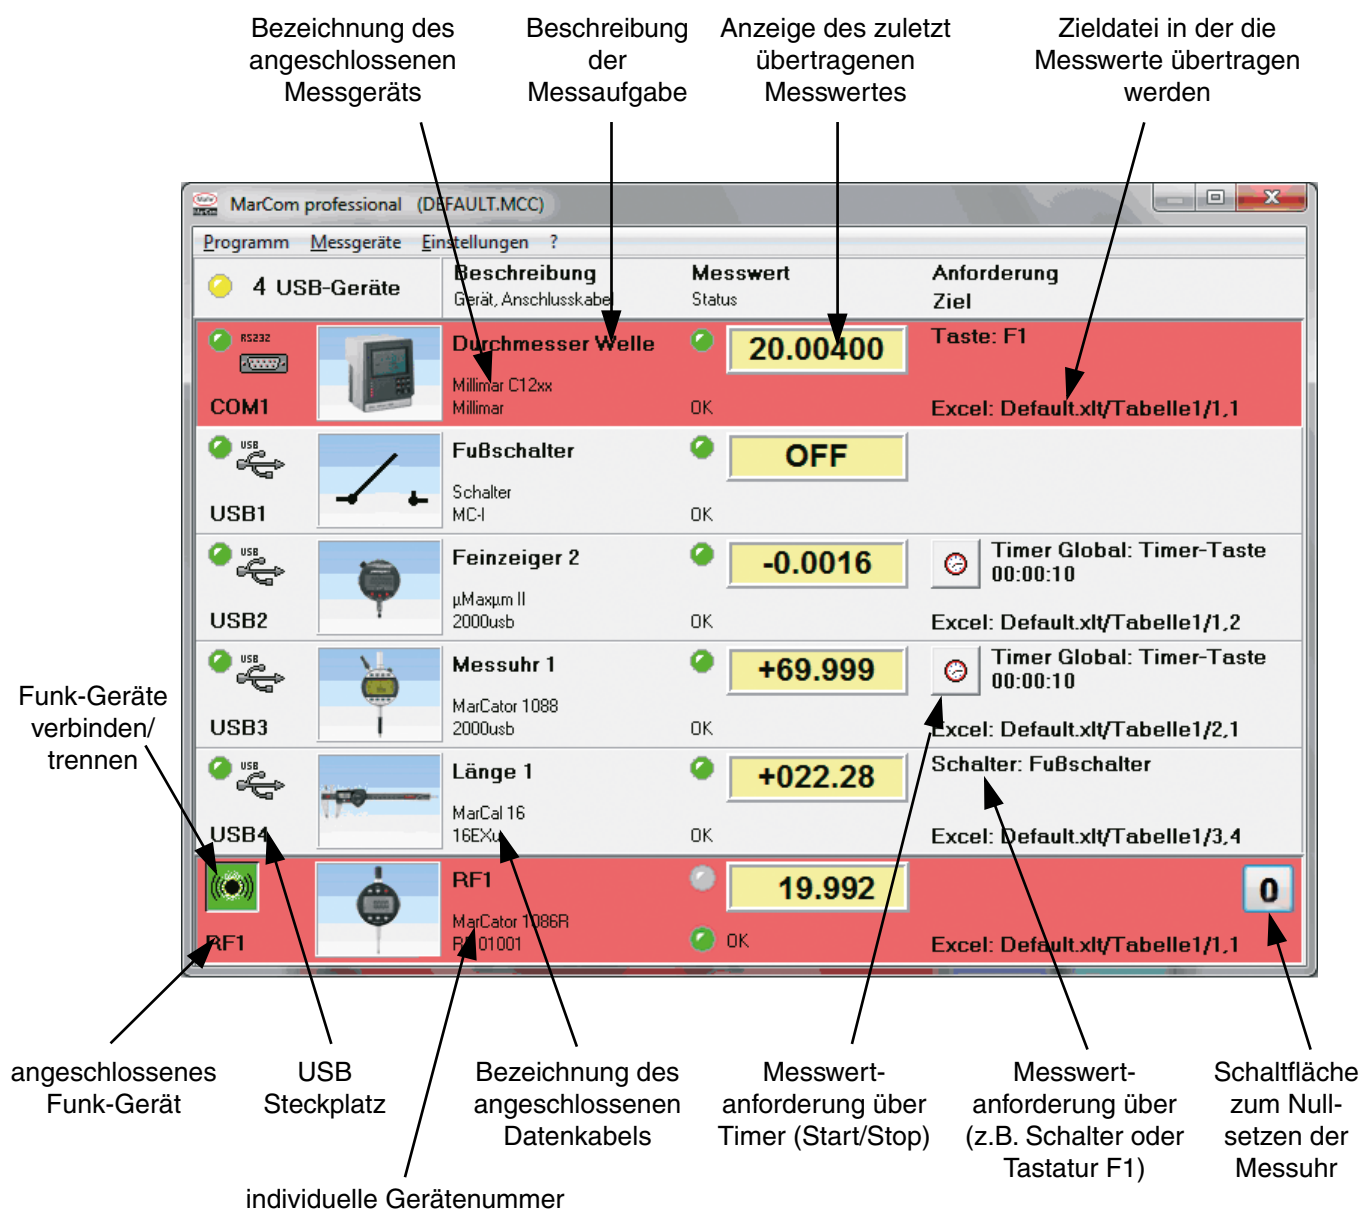 Bezeichnung des
angeschlossenen
Messgeräts
Beschreibung
der
Messaufgabe
Anzeige des zuletzt
übertragenen
Messwertes
Zieldatei in der die
Messwerte übertragen
werden
MarCom professional (DEFAULT.MCC)
Programm Messgeräte Einstellungen ?
4 USB-Geräte
Beschreibung
Gerät, Anschlusskabel
Messwert
Status
Anforderung
Ziel
RS232
COM1
Durchmesser Welle
Millimar C12xx
Millimar
20.00400
OK
Taste: F1
Excel: Default.xlt/Tabelle1/1,1
USB
USB1
Fußschalter
Schalter
MC-I
OFF
OK
USB
USB2
Feinzeiger 2
µMaxµm II
2000usb
-0.0016
OK
Timer Global: Timer-Taste
00:00:10
Excel: Default.xlt/Tabelle1/1,2
USB
USB3
Messuhr 1
MarCator 1088
2000usb
+69.999
OK
Timer Global: Timer-Taste
00:00:10
Excel: Default.xlt/Tabelle1/2,1
USB
USB4
Länge 1
MarCal 16
16EXu
+022.28
OK
Schalter: Fußschalter
Excel: Default.xlt/Tabelle1/3,4
RF1
RF1
MarCator 1086R
19.992
OK
0
Excel: Default.xlt/Tabelle1/1,1
Funk-Geräte
verbinden/
trennen
angeschlossenes
Funk-Gerät
USB
Steckplatz
individuelle Gerätenummer
Bezeichnung des
angeschlossenen
Datenkabels
Messwert-
anforderung über
Timer (Start/Stop)
Messwert-
anforderung über
(z.B. Schalter oder
Tastatur F1)
Schaltfläche
zum Null-
setzen der
Messuhr